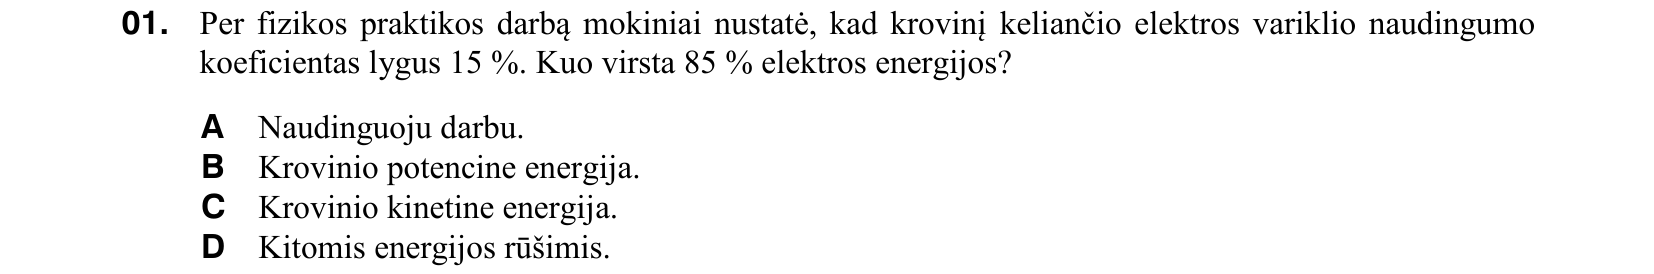 01. Per fizikos praktikos darbą mokiniai nustatė, kad krovinį keliančio elektros variklio naudingumo
koeficientas lygus 15 %. Kuo virsta 85 % elektros energijos?
A Naudinguoju darbu.
B Krovinio potencine energija.
C Krovinio kinetine energija.
D Kitomis energijos rūšimis.